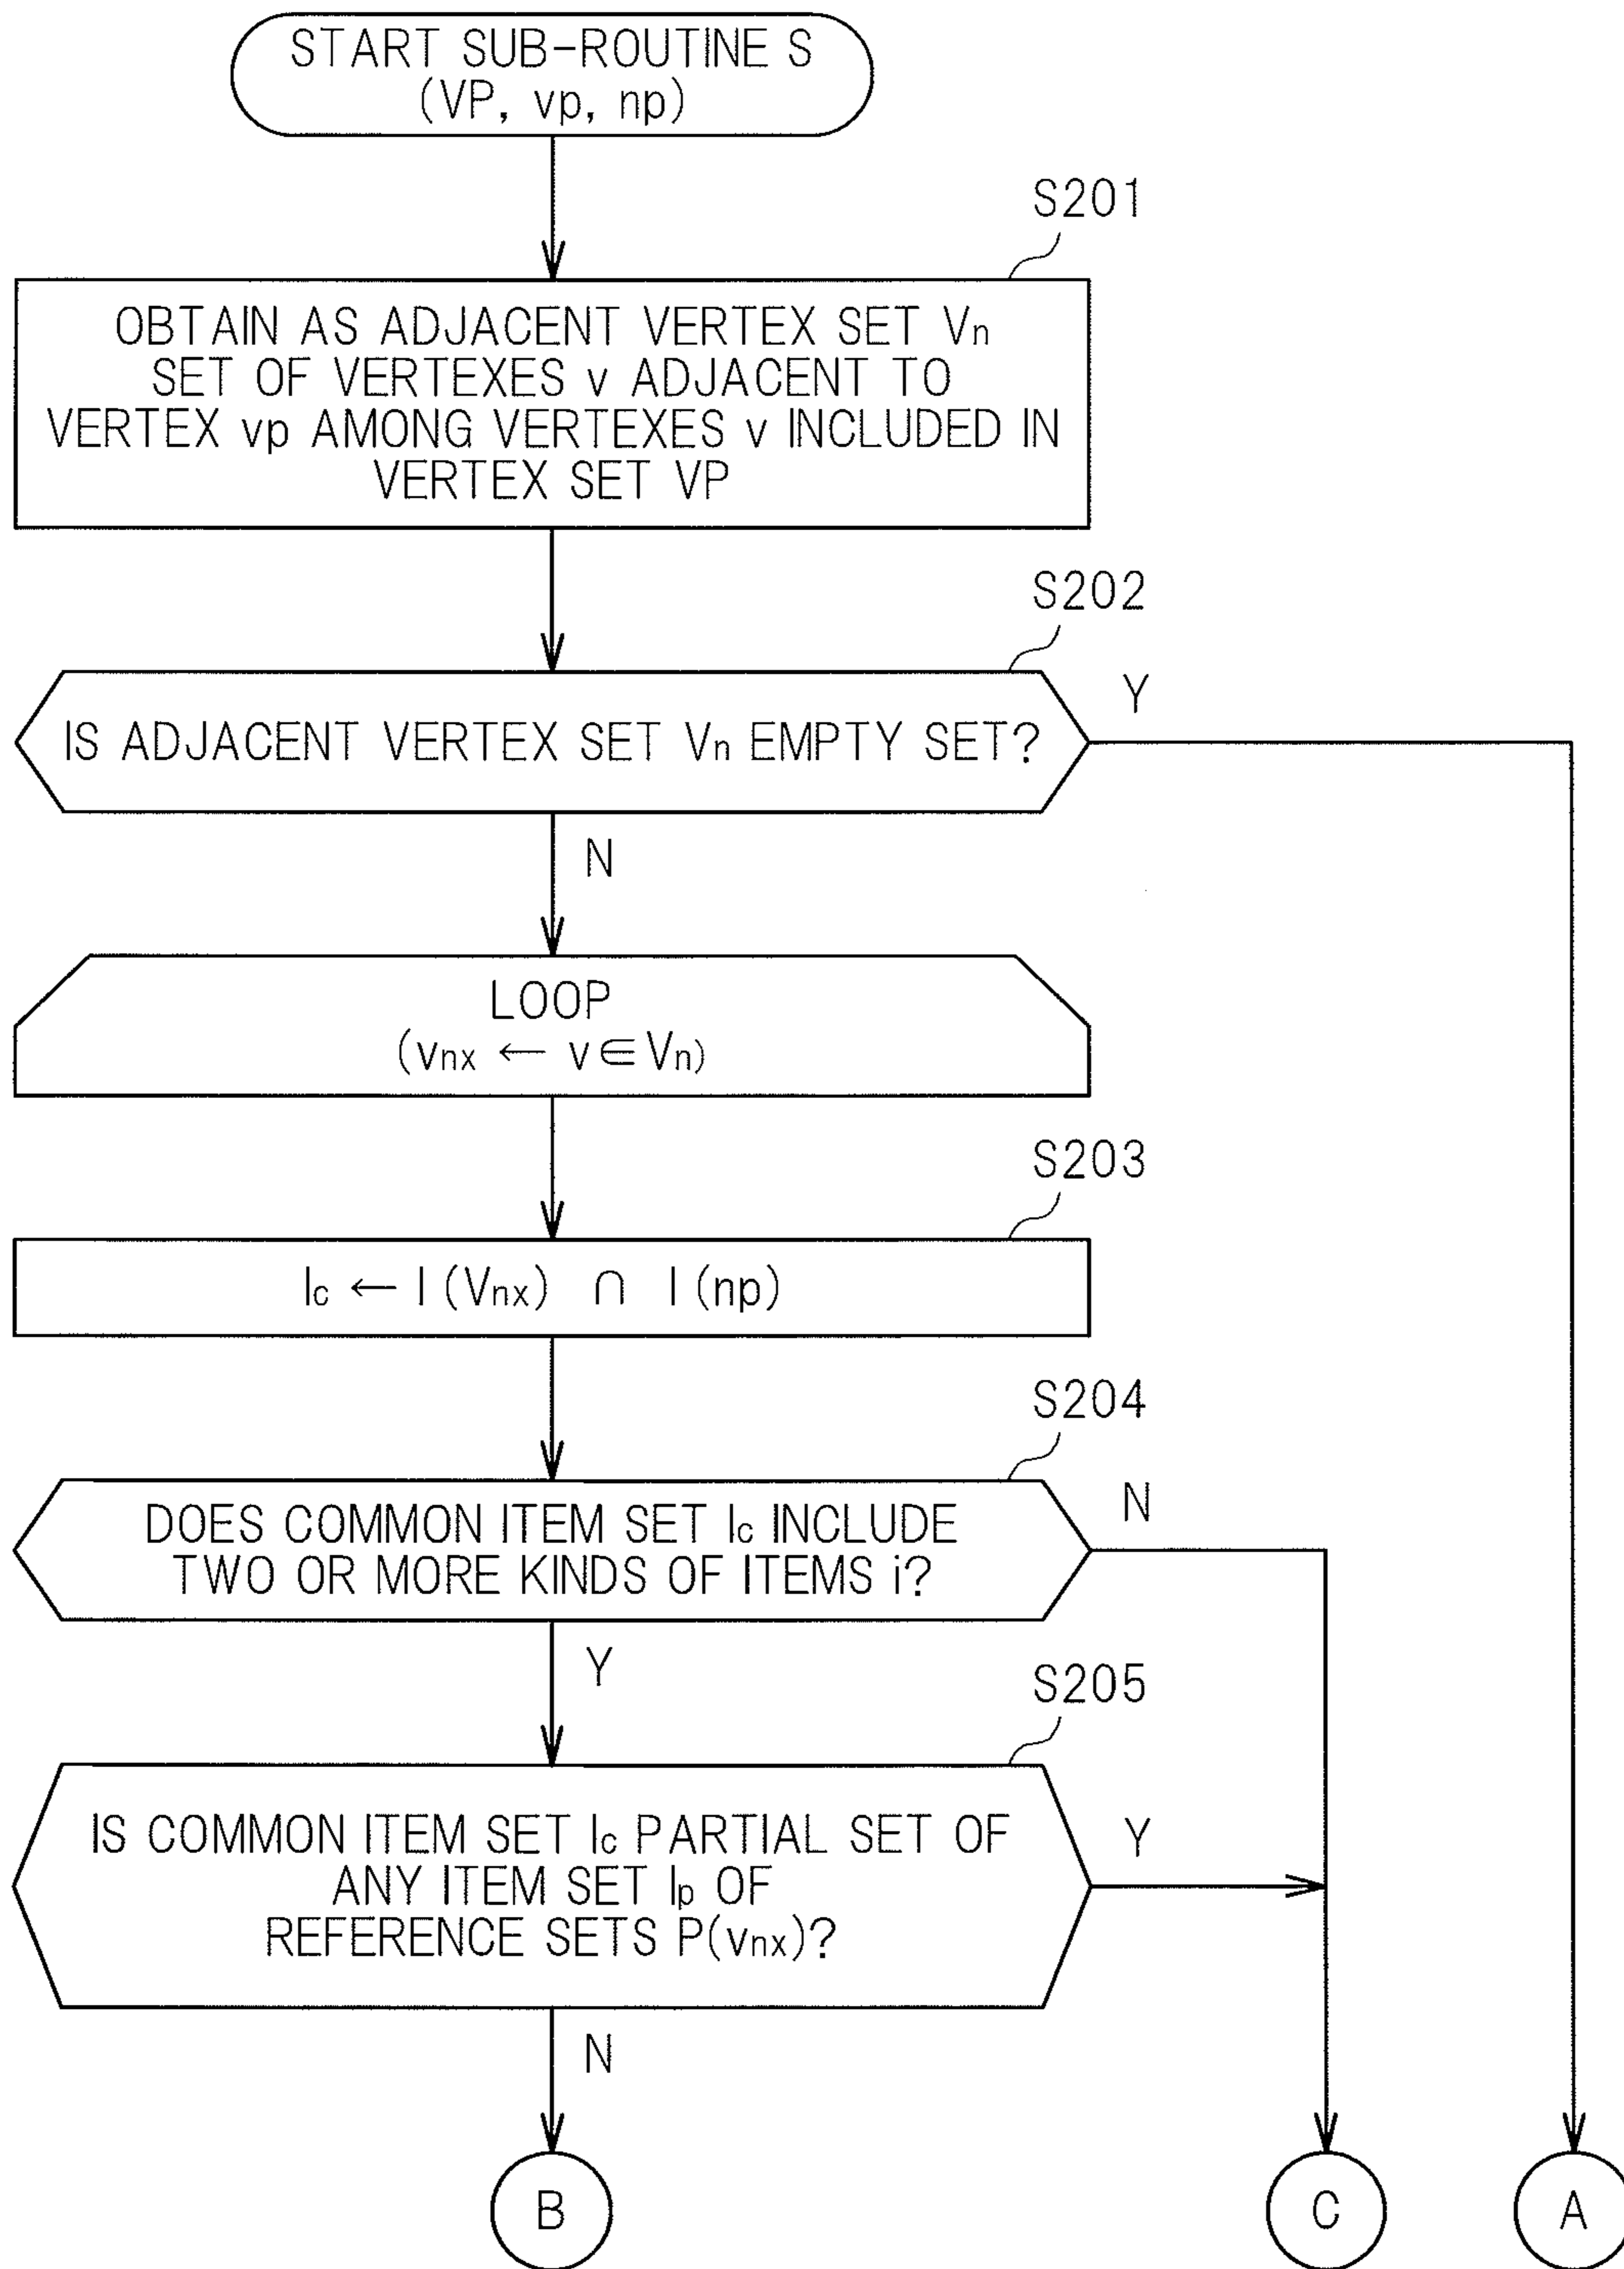 START SUB-ROUTINE S
(VP, vp, np)
S201
OBTAIN AS ADJACENT VERTEX SET Vn
SET OF VERTEXES v ADJACENT TO
VERTEX vp AMONG VERTEXES v INCLUDED IN
VERTEX SET VP
S202
IS ADJACENT VERTEX SET Vn EMPTY SET?
Y
N
LOOP
(vnx ← v∈Vn)
S203
Ic ← I (Vnx) ∩ I (np)
S204
DOES COMMON ITEM SET Ic INCLUDE
TWO OR MORE KINDS OF ITEMS i?
N
Y
S205
IS COMMON ITEM SET Ic PARTIAL SET OF
ANY ITEM SET Ip OF
REFERENCE SETS P(vnx)?
Y
N
B
C
A